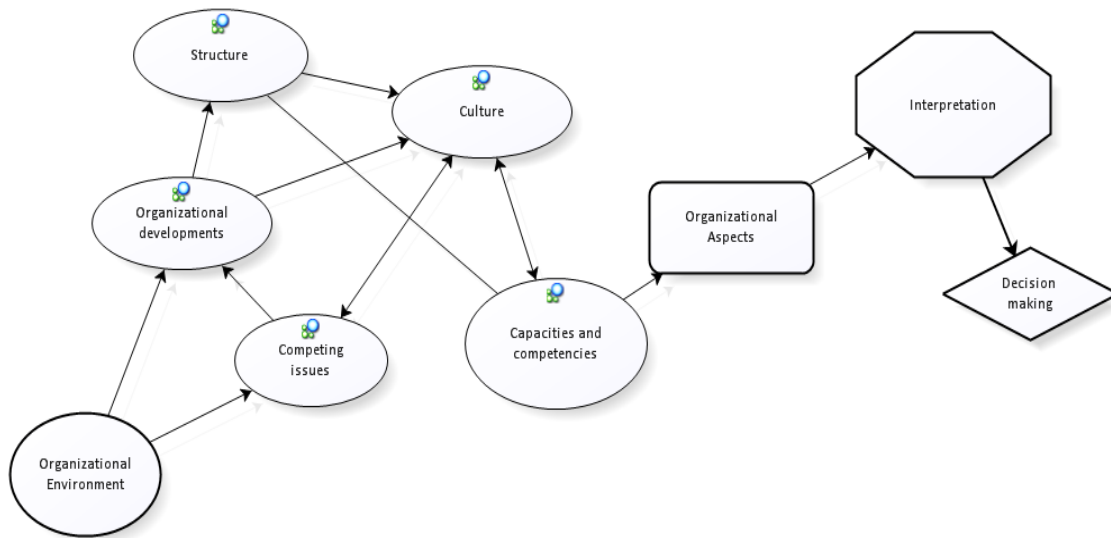 Structure
Culture
Interpretation
Organizational
developments
Organizational
Aspects
Capacities and
competencies
Competing
issues
Decision
making
Organizational
Environment